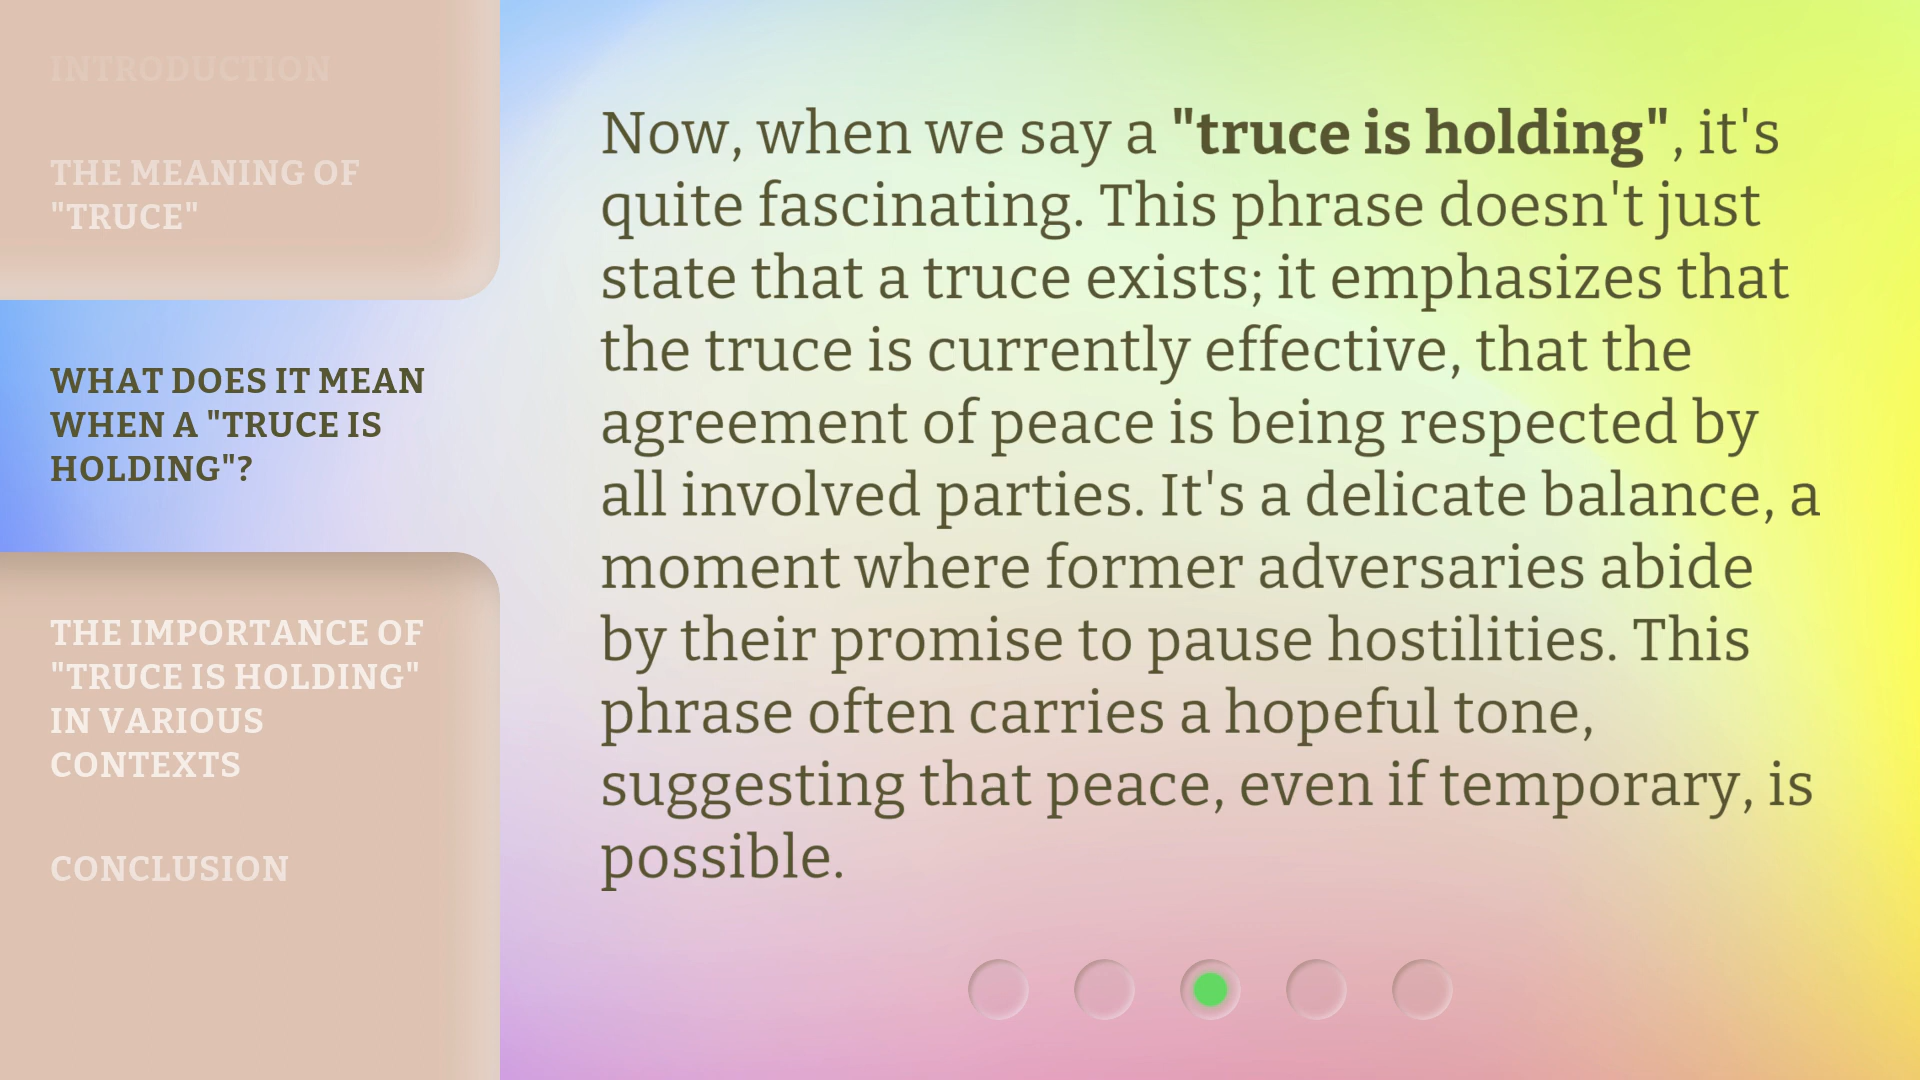 INTRODUCTION
THE MEANING OF
"TRUCE"
WHAT DOES IT MEAN
WHEN A "TRUCE IS
HOLDING"?
THE IMPORTANCE OF
"TRUCE IS HOLDING"
IN VARIOUS
CONTEXTS
CONCLUSION
Now, when we say a "truce is holding", it's
quite fascinating. This phrase doesn't just
state that a truce exists; it emphasizes that
the truce is currently effective, that the
agreement of peace is being respected by
all involved parties. It's a delicate balance, a
moment where former adversaries abide
by their promise to pause hostilities. This
phrase often carries a hopeful tone,
suggesting that peace, even if temporary, is
possible.